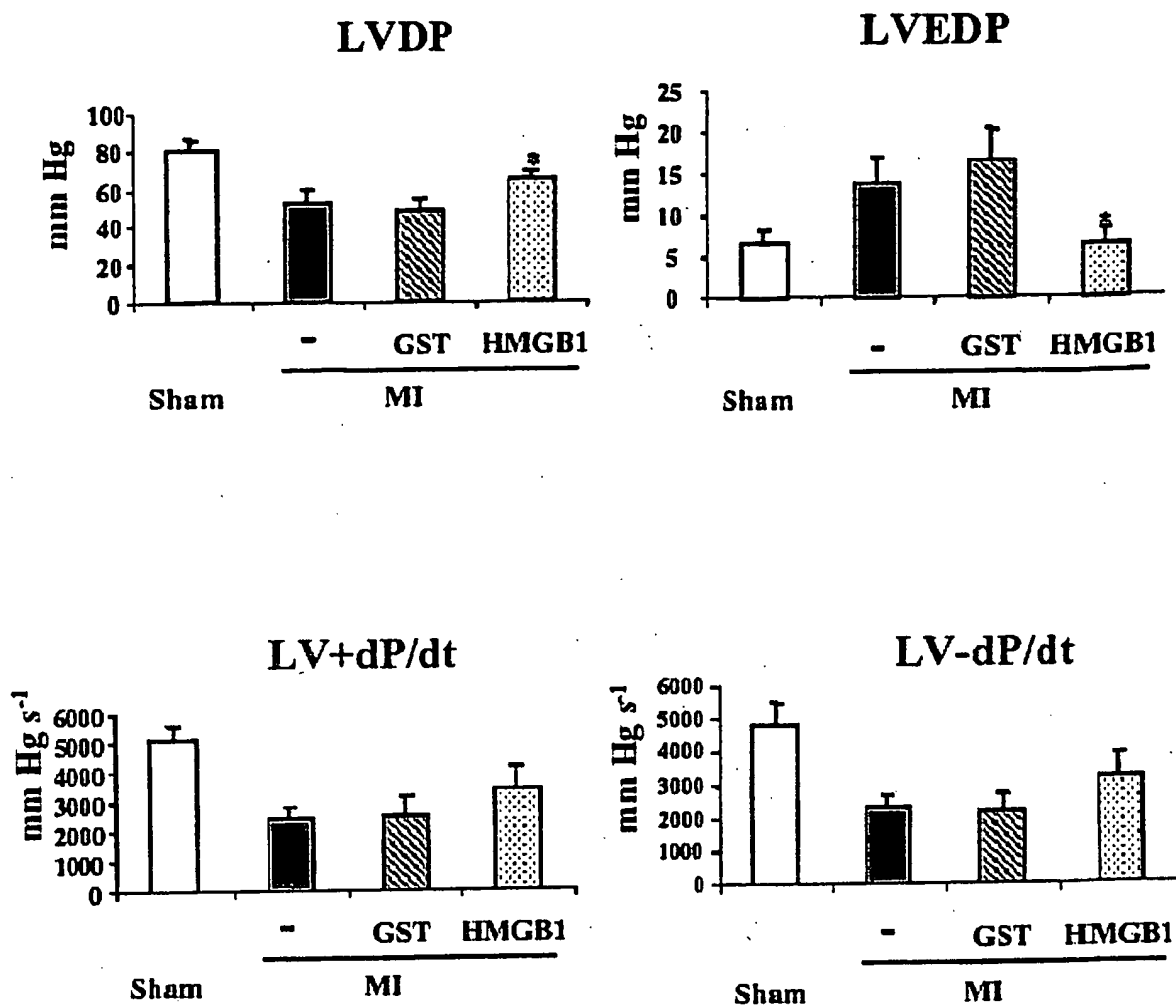 LVDP
mm Hg
100
80
60
40
20
0
*
- GST HMGB1
Sham MI
LVEDP
mm Hg
25
20
15
10
5
0
*
- GST HMGB1
Sham MI
LV+dP/dt
mm Hg s-1
6000
5000
4000
3000
2000
1000
0
- GST HMGB1
Sham MI
LV-dP/dt
mm Hg s-1
6000
5000
4000
3000
2000
1000
0
- GST HMGB1
Sham MI